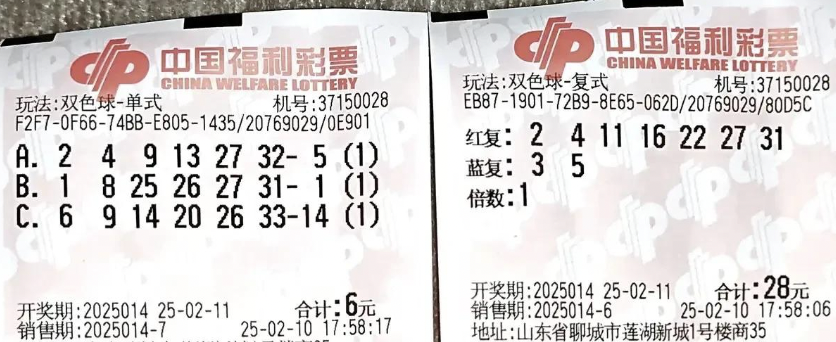 中国福利彩票
CHINA WELFARE LOTTERY
玩法:双色球-单式 机号:37150028
F2F7-0F66-74BB-E805-1435/20769029/0E901
A. 2 4 9 13 27 32- 5 (1)
B. 1 8 25 26 27 31- 1 (1)
C. 6 9 14 20 26 33-14 (1)
开奖期:2025014 25-02-11 合计:6元
销售期:2025014-7 25-02-10 17:58:17
中国福利彩票
CHINA WELFARE LOTTERY
玩法:双色球-复式 机号:37150028
EB87-1901-72B9-8E65-062D/20769029/80D5C
红复: 2 4 11 16 22 27 31
蓝复: 3 5
倍数:1
开奖期:2025014 25-02-11 合计:28元
销售期:2025014-6 25-02-10 17:58:06
地址:山东省聊城市莲湖新城1号楼商35